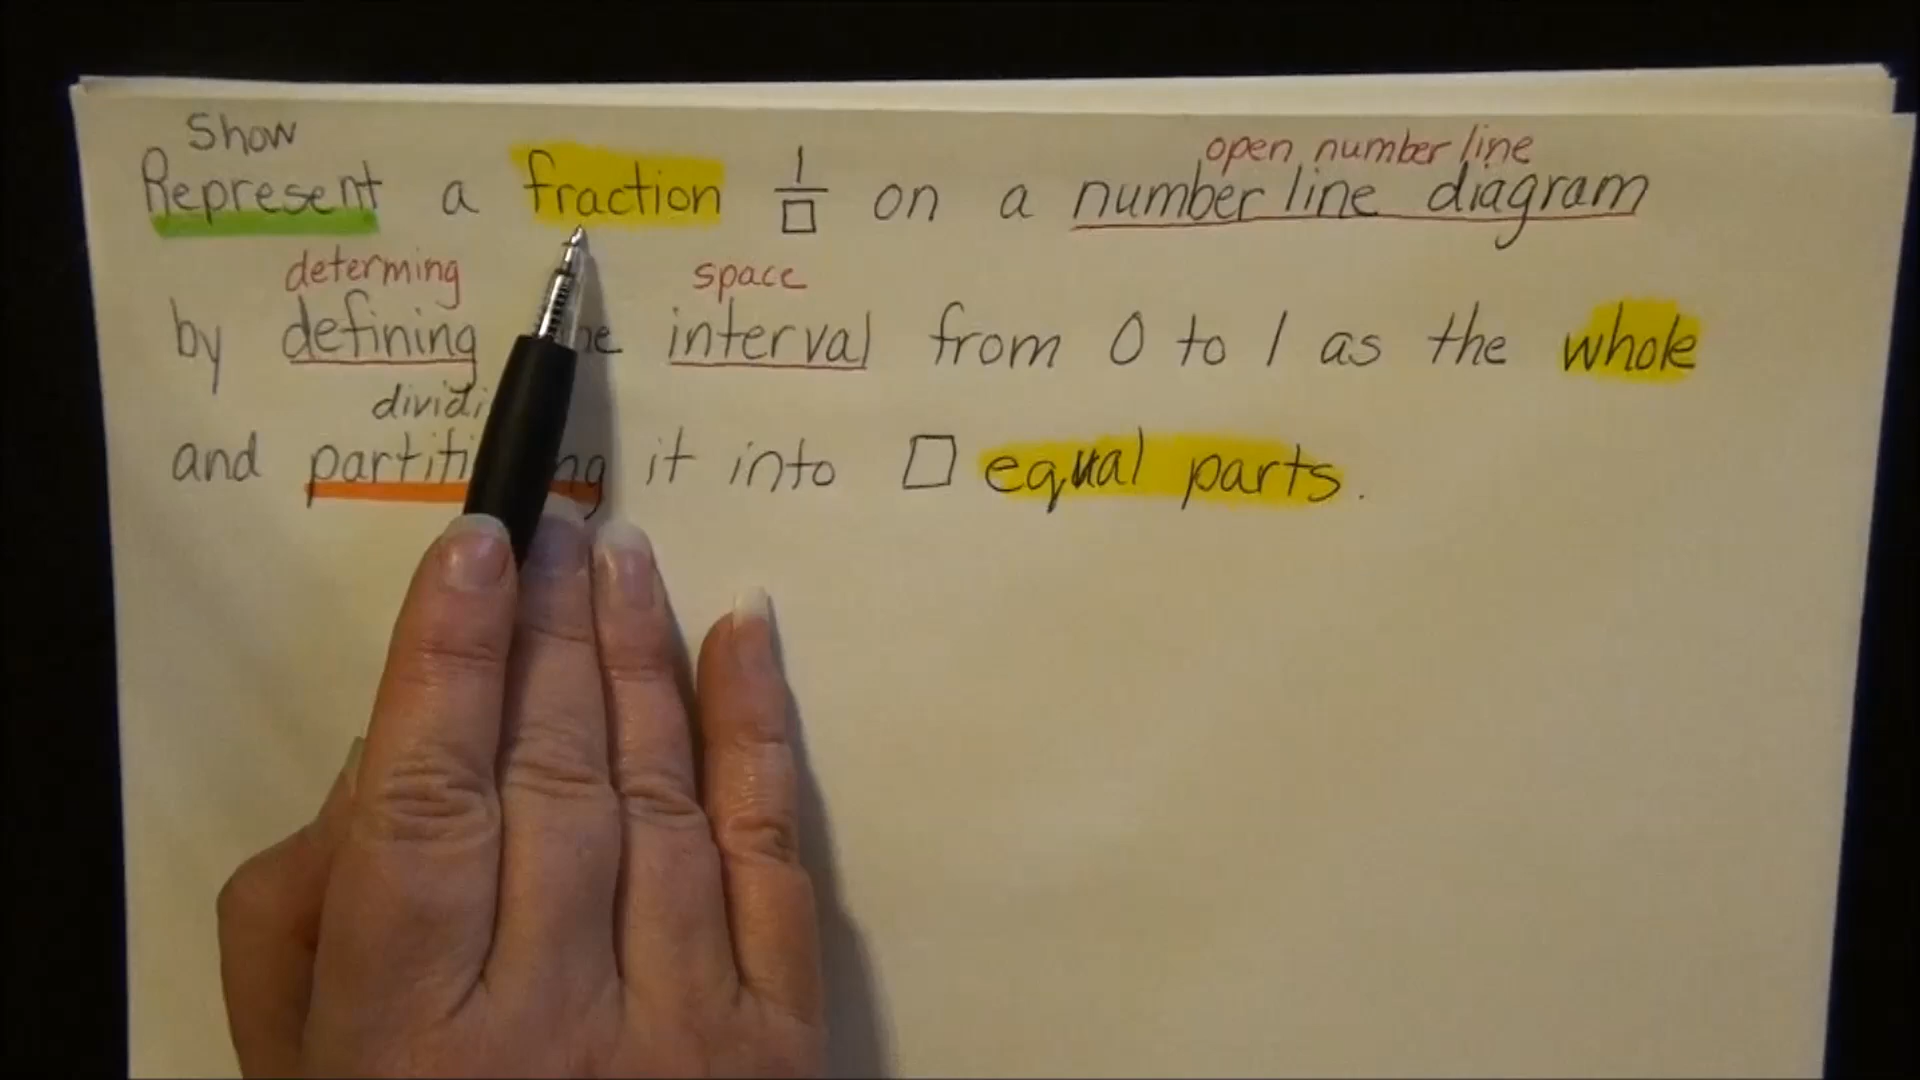 Show
open number line
Represent a fraction 1/□ on a number line diagram
determing space
by defining interval from 0 to 1 as the whole
and it into □ equal parts.